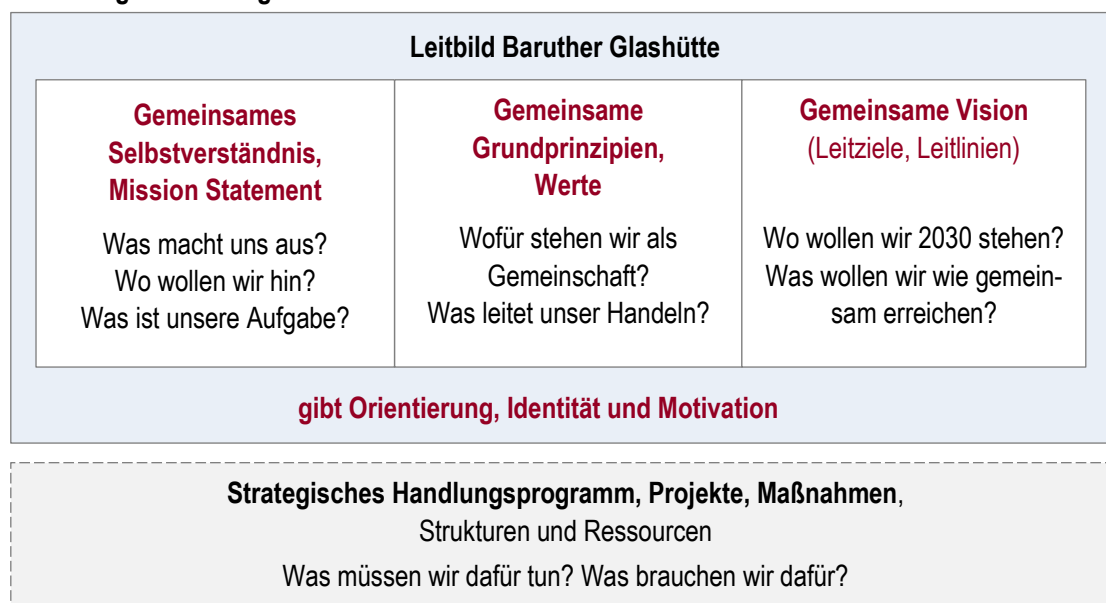 Leitbild Baruther Glashütte
Gemeinsames
Selbstverständnis,
Mission Statement
Was macht uns aus?
Wo wollen wir hin?
Was ist unsere Aufgabe?
Gemeinsame
Grundprinzipien,
Werte
Wofür stehen wir als
Gemeinschaft?
Was leitet unser Handeln?
Gemeinsame Vision
(Leitziele, Leitlinien)
Wo wollen wir 2030 stehen?
Was wollen wir wie gemein-
sam erreichen?
gibt Orientierung, Identität und Motivation
Strategisches Handlungsprogramm, Projekte, Maßnahmen,
Strukturen und Ressourcen
Was müssen wir dafür tun? Was brauchen wir dafür?